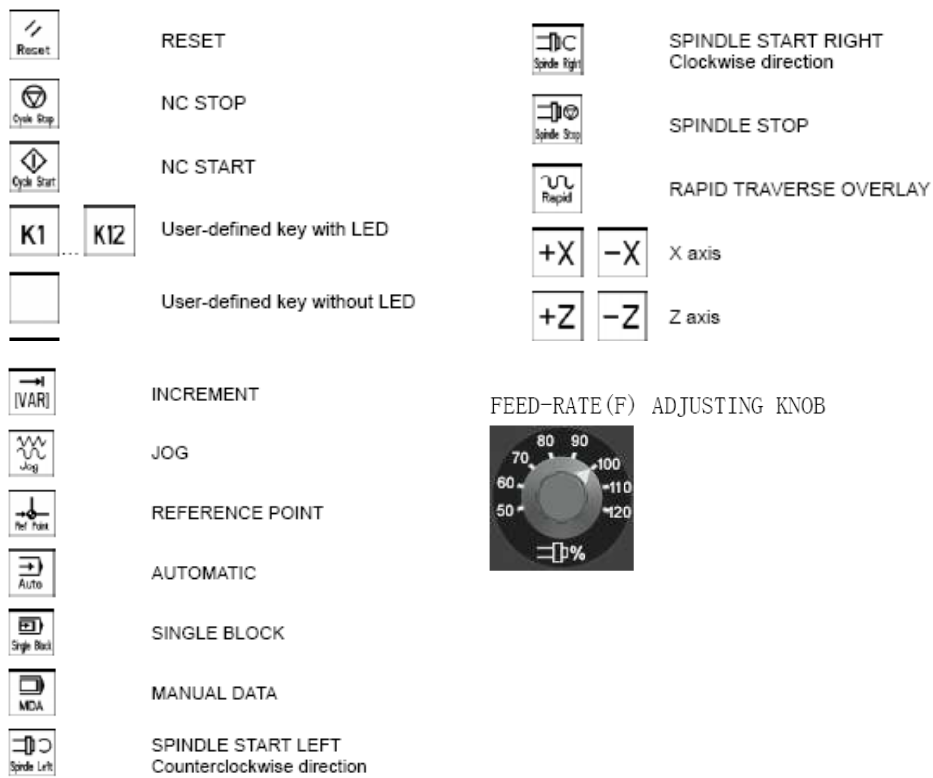 Reset
RESET
Cycle Stop
NC STOP
Cycle Start
NC START
K1 ... K12
User-defined key with LED
User-defined key without LED
[VAR]
INCREMENT
Jog
JOG
Ref Point
REFERENCE POINT
Auto
AUTOMATIC
Single Block
SINGLE BLOCK
MDA
MANUAL DATA
Spindle Left
SPINDLE START LEFT
Counterclockwise direction
Spindle Right
SPINDLE START RIGHT
Clockwise direction
Spindle Stop
SPINDLE STOP
Rapid
RAPID TRAVERSE OVERLAY
+X -X X axis
+Z -Z Z axis
FEED-RATE(F) ADJUSTING KNOB
80 90
70 100
60 110
50 120
%